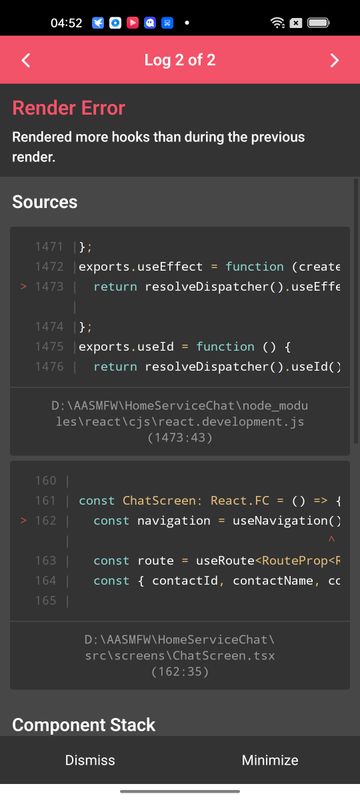 04:52
Log 2 of 2
Render Error
Rendered more hooks than during the previous
render.
Sources
1471 |};
1472 |exports.useEffect = function (create
> 1473 |  return resolveDispatcher().useEffe
|
1474 |};
1475 |exports.useId = function () {
1476 |  return resolveDispatcher().useId()
D:\AASMFW\HomeServiceChat\node_modu
les\react\cjs\react.development.js
(1473:43)
160 |
161 | const ChatScreen: React.FC = () => {
> 162 |   const navigation = useNavigation()
| ^
163 |   const route = useRoute<RouteProp<R
164 |   const { contactId, contactName, co
165 |
D:\AASMFW\HomeServiceChat\
src\screens\ChatScreen.tsx
(162:35)
Component Stack
Dismiss
Minimize